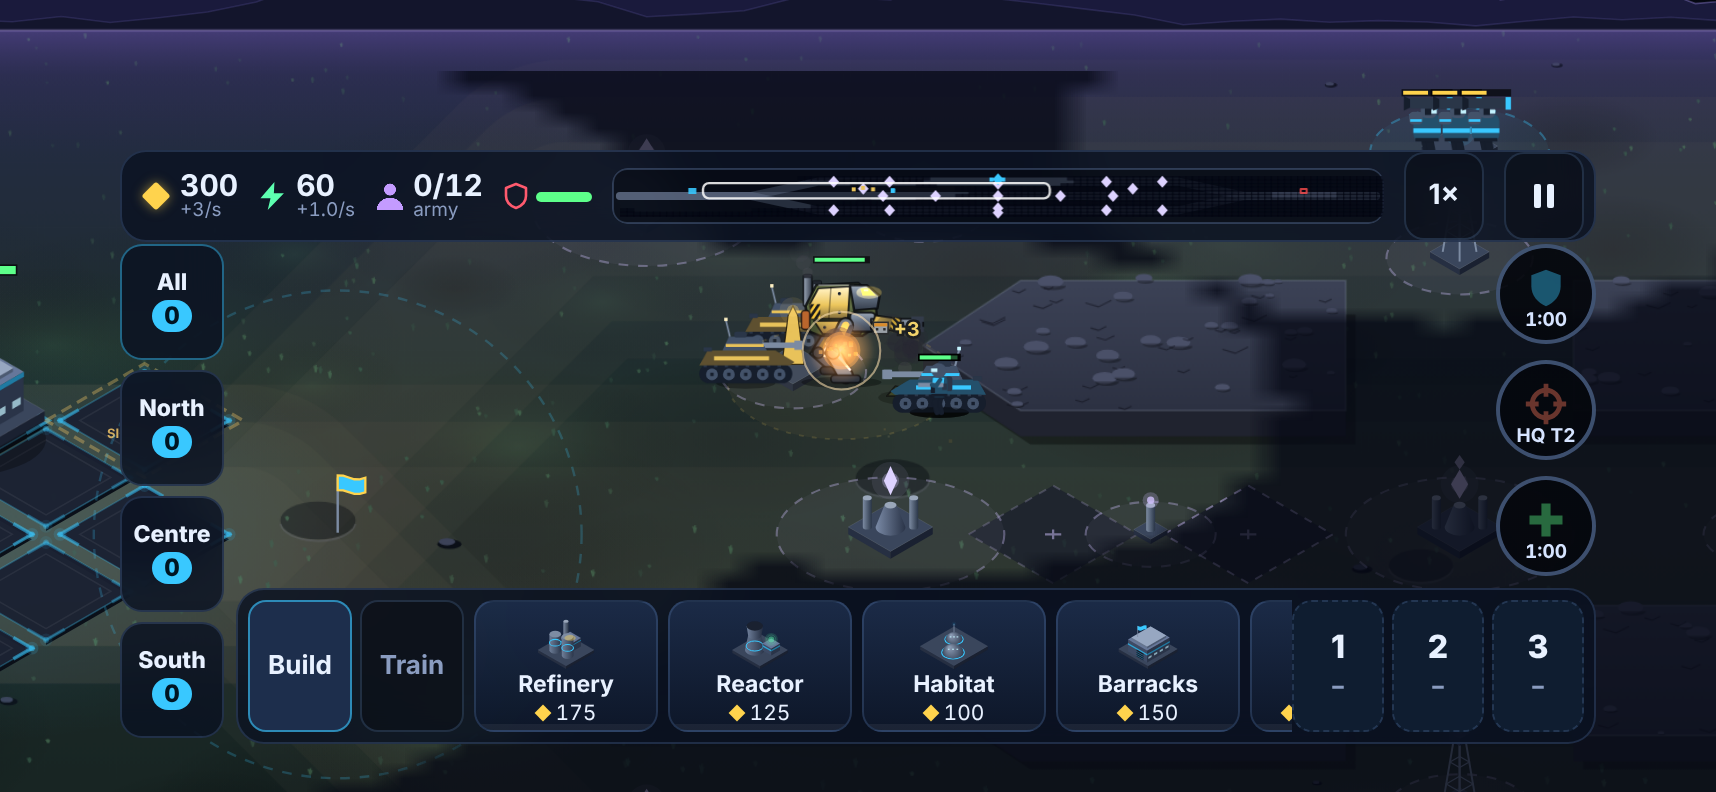 300
+3/s
60
+1.0/s
0/12
army
1×
All
0
North
0
Centre
0
South
0
+3
1:00
HQ T2
1:00
Build
Train
Refinery
175
Reactor
125
Habitat
100
Barracks
150
1
-
2
-
3
-